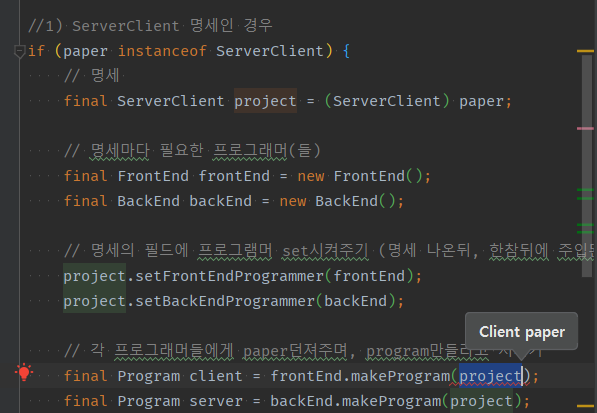 //1) ServerClient 명세인 경우
if (paper instanceof ServerClient) {
// 명세
final ServerClient project = (ServerClient) paper;
// 명세마다 필요한 프로그래머(들)
final FrontEnd frontEnd = new FrontEnd();
final BackEnd backEnd = new BackEnd();
// 명세의 필드에 프로그램머 set시켜주기 (명세 나온뒤, 한참뒤에
project.setFrontEndProgrammer(frontEnd);
project.setBackEndProgrammer(backEnd);
Client paper
// 각 프로그래머들에게 paper던져주며, program만들라고
final Program client = frontEnd.makeProgram(project);
final Program server = backEnd.makeProgram(project);